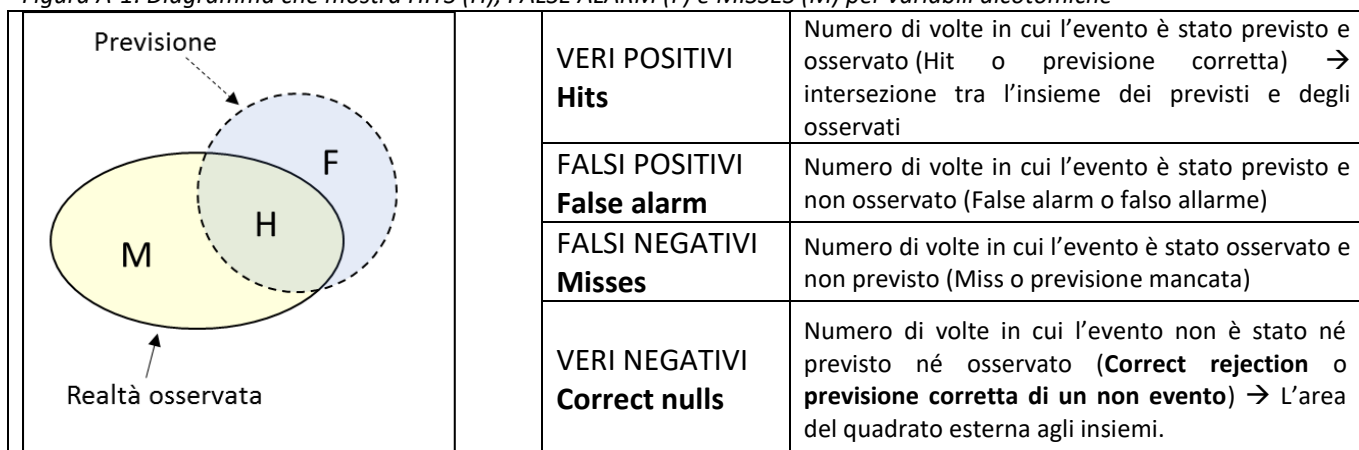 Figura A-1. Diagramma che mostra HITS (H), FALSE ALARM (F) e MISSES (M) per variabili dicotomiche
Previsione
F
H
M
Realtà osservata
VERI POSITIVI
Hits
Numero di volte in cui l’evento è stato previsto e
osservato (Hit o previsione corretta) →
intersezione tra l’insieme dei previsti e degli
osservati
FALSI POSITIVI
False alarm
Numero di volte in cui l’evento è stato previsto e
non osservato (False alarm o falso allarme)
FALSI NEGATIVI
Misses
Numero di volte in cui l’evento è stato osservato e
non previsto (Miss o previsione mancata)
VERI NEGATIVI
Correct nulls
Numero di volte in cui l’evento non è stato né
previsto né osservato (Correct rejection o
previsione corretta di un non evento) → L’area
del quadrato esterna agli insiemi.